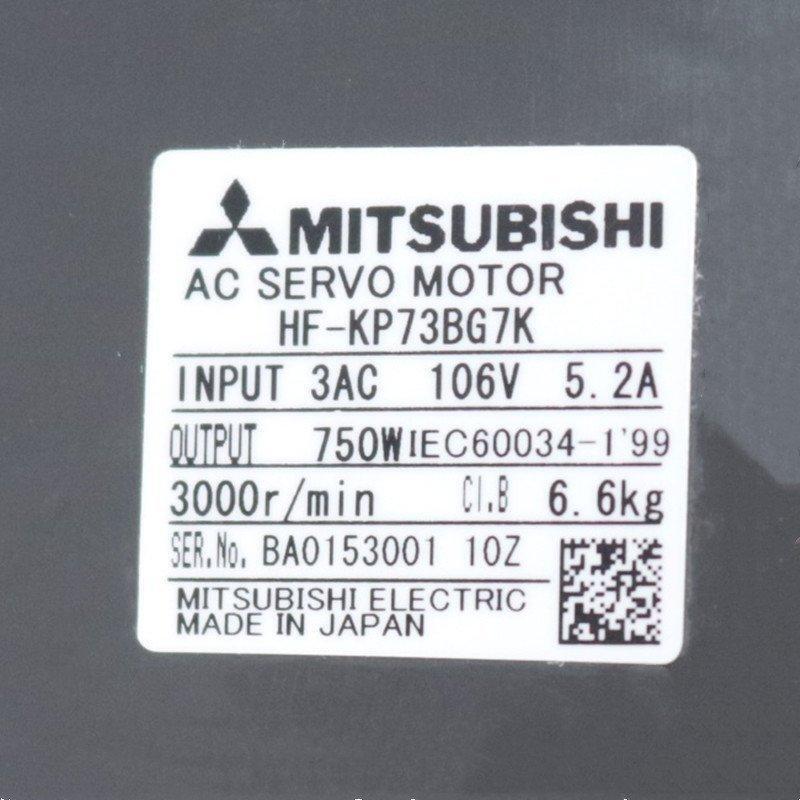 MITSUBISHI
AC SERVO MOTOR
HF-KP73BG7K
INPUT 3AC 106V 5.2A
OUTPUT 750W IEC60034-1'99
3000r/min CI.B 6.6kg
SER.No. BA0153001 10Z
MITSUBISHI ELECTRIC
MADE IN JAPAN